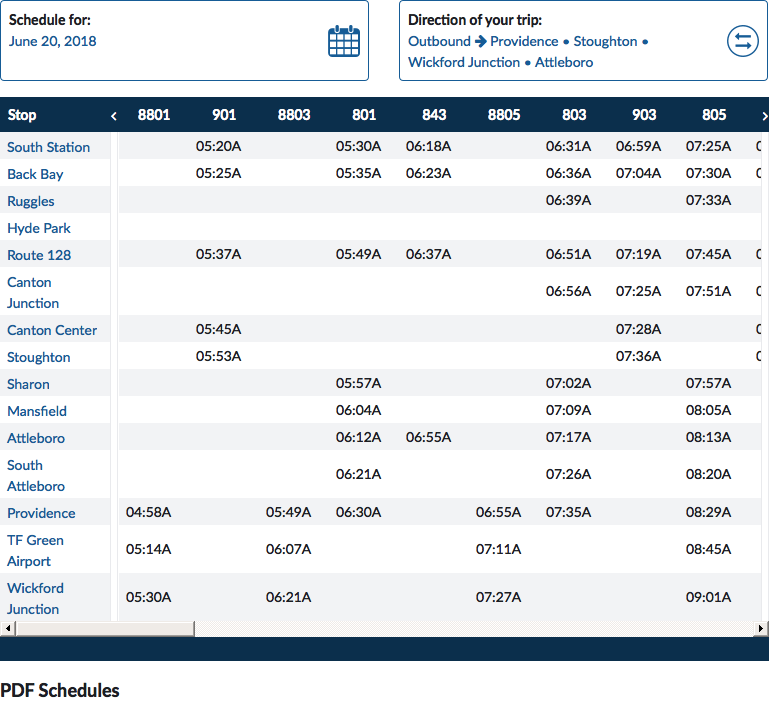 Schedule for:
June 20, 2018
Direction of your trip:
Outbound → Providence • Stoughton •
Wickford Junction • Attleboro
Stop ‹ 8801 901 8803 801 843 8805 803 903 805 ›
South Station 05:20A 05:30A 06:18A 06:31A 06:59A 07:25A
Back Bay 05:25A 05:35A 06:23A 06:36A 07:04A 07:30A
Ruggles 06:39A 07:33A
Hyde Park
Route 128 05:37A 05:49A 06:37A 06:51A 07:19A 07:45A
Canton
Junction 06:56A 07:25A 07:51A
Canton Center 05:45A 07:28A
Stoughton 05:53A 07:36A
Sharon 05:57A 07:02A 07:57A
Mansfield 06:04A 07:09A 08:05A
Attleboro 06:12A 06:55A 07:17A 08:13A
South
Attleboro 06:21A 07:26A 08:20A
Providence 04:58A 05:49A 06:30A 06:55A 07:35A 08:29A
TF Green
Airport 05:14A 06:07A 07:11A 08:45A
Wickford
Junction 05:30A 06:21A 07:27A 09:01A
PDF Schedules